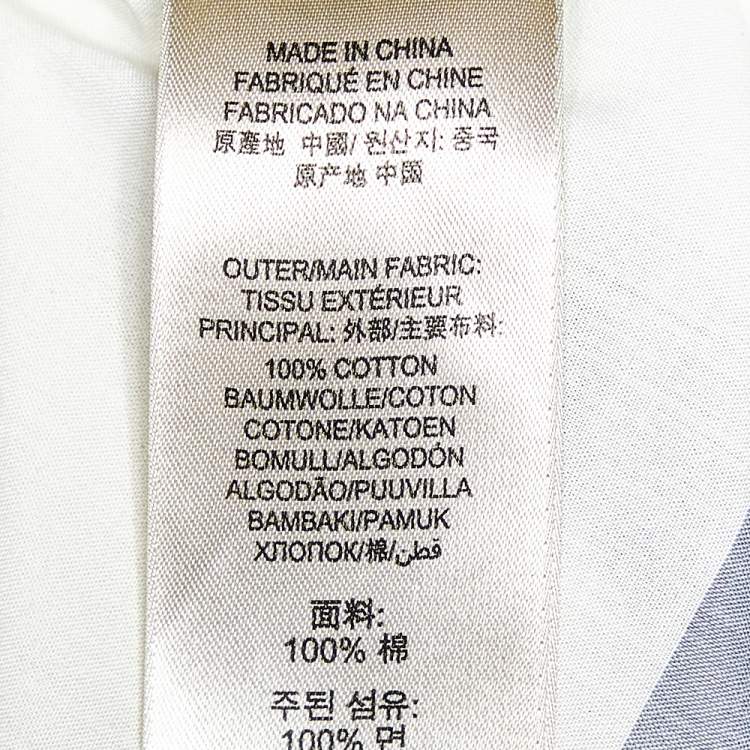 MADE IN CHINA
FABRIQUÉ EN CHINE
FABRICADO NA CHINA
原產地 中國/ 원산지: 중국
原产地 中國
OUTER/MAIN FABRIC:
TISSU EXTÉRIEUR
PRINCIPAL: 外部/主要布料:
100% COTTON
BAUMWOLLE/COTON
COTONE/KATOEN
BOMULL/ALGODÓN
ALGODÃO/PUUVILLA
BAMBAKI/PAMUK
ХЛОПОК/棉/قطن
面料:
100% 棉
주된 섬유:
100% 면